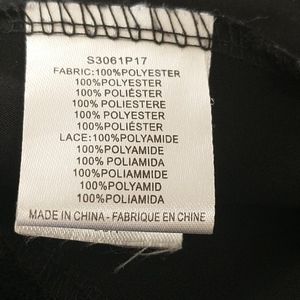 S3061P17
FABRIC:100%POLYESTER
100%POLYESTER
100%POLIÉSTER
100%POLIESTERE
100%POLYESTER
100%POLIÉSTER
LACE:100%POLYAMIDE
100%POLYAMIDE
100%POLIAMIDA
100%POLIAMMIDE
100%POLYAMID
100%POLIAMIDA
MADE IN CHINA - FABRIQUE EN CHINE